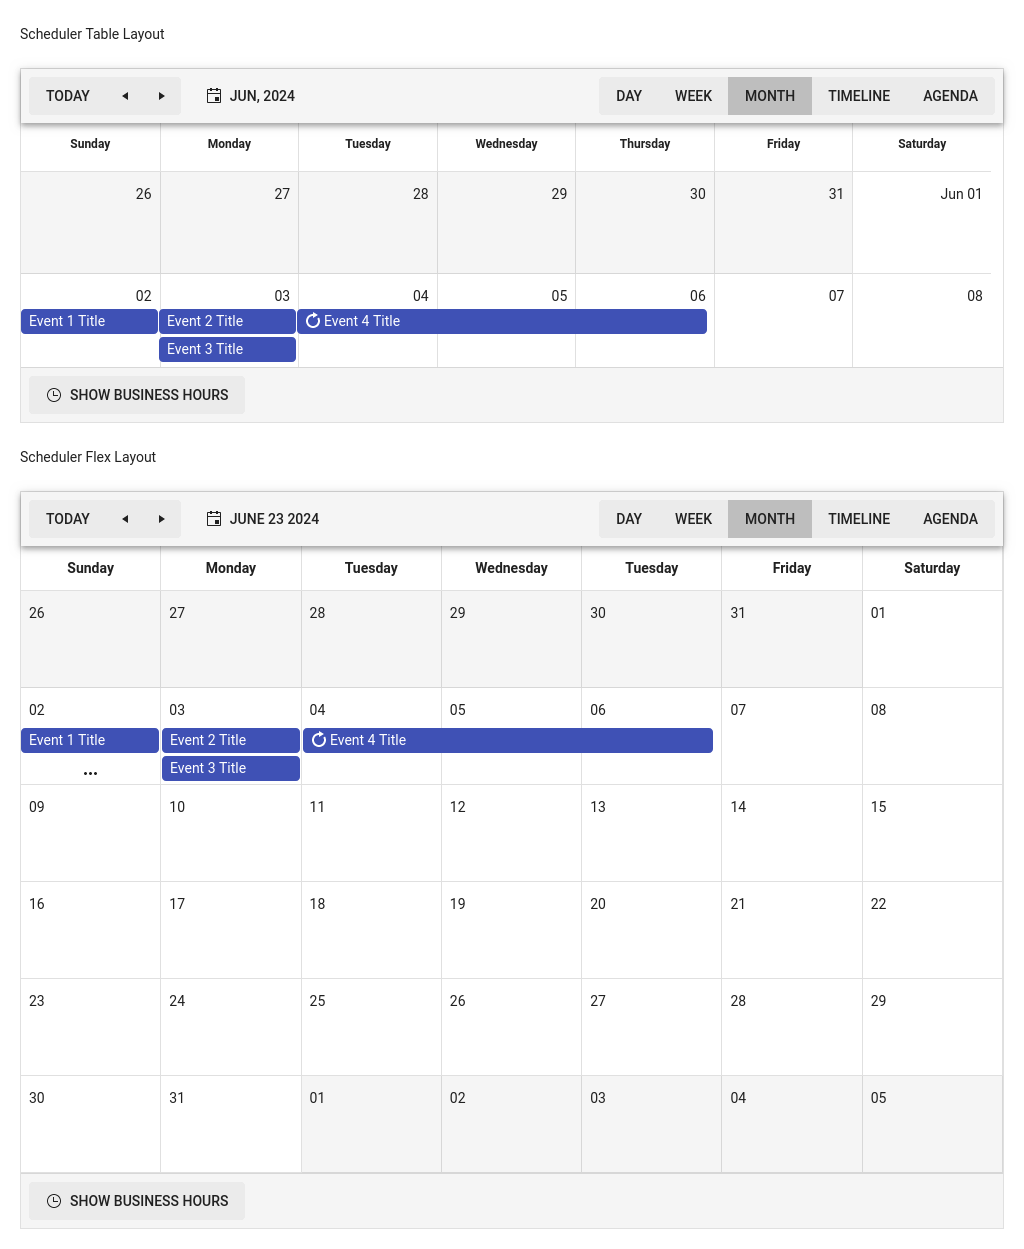 Scheduler Table Layout
TODAY JUN, 2024 DAY WEEK MONTH TIMELINE AGENDA
Sunday Monday Tuesday Wednesday Thursday Friday Saturday
26 27 28 29 30 31 Jun 01
02 03 04 05 06 07 08
Event 1 Title Event 2 Title Event 4 Title
Event 3 Title
SHOW BUSINESS HOURS
Scheduler Flex Layout
TODAY JUNE 23 2024 DAY WEEK MONTH TIMELINE AGENDA
Sunday Monday Tuesday Wednesday Tuesday Friday Saturday
26 27 28 29 30 31 01
02 03 04 05 06 07 08
Event 1 Title Event 2 Title Event 4 Title
... Event 3 Title
09 10 11 12 13 14 15
16 17 18 19 20 21 22
23 24 25 26 27 28 29
30 31 01 02 03 04 05
SHOW BUSINESS HOURS